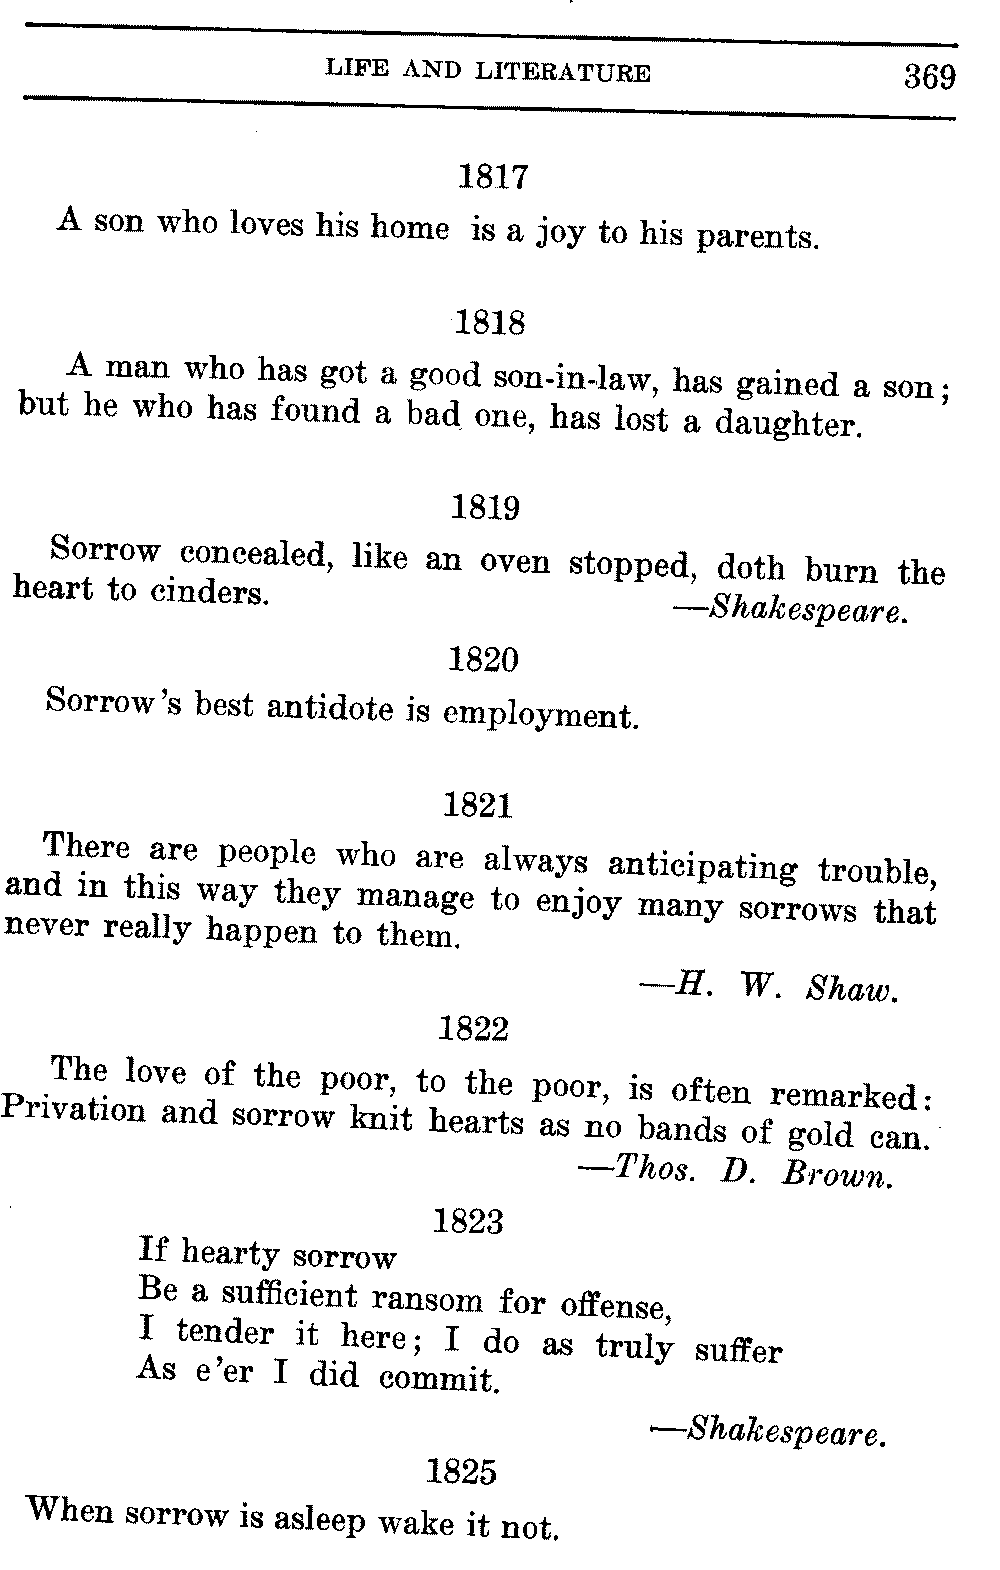 LIFE AND LITERATURE 369
1817
A son who loves his home is a joy to his parents.
1818
A man who has got a good son-in-law, has gained a son;
but he who has found a bad one, has lost a daughter.
1819
Sorrow concealed, like an oven stopped, doth burn the
heart to cinders. —Shakespeare.
1820
Sorrow's best antidote is employment.
1821
There are people who are always anticipating trouble,
and in this way they manage to enjoy many sorrows that
never really happen to them.
—H. W. Shaw.
1822
The love of the poor, to the poor, is often remarked:
Privation and sorrow knit hearts as no bands of gold can.
—Thos. D. Brown.
1823
If hearty sorrow
Be a sufficient ransom for offense,
I tender it here; I do as truly suffer
As e'er I did commit.
—Shakespeare.
1825
When sorrow is asleep wake it not.